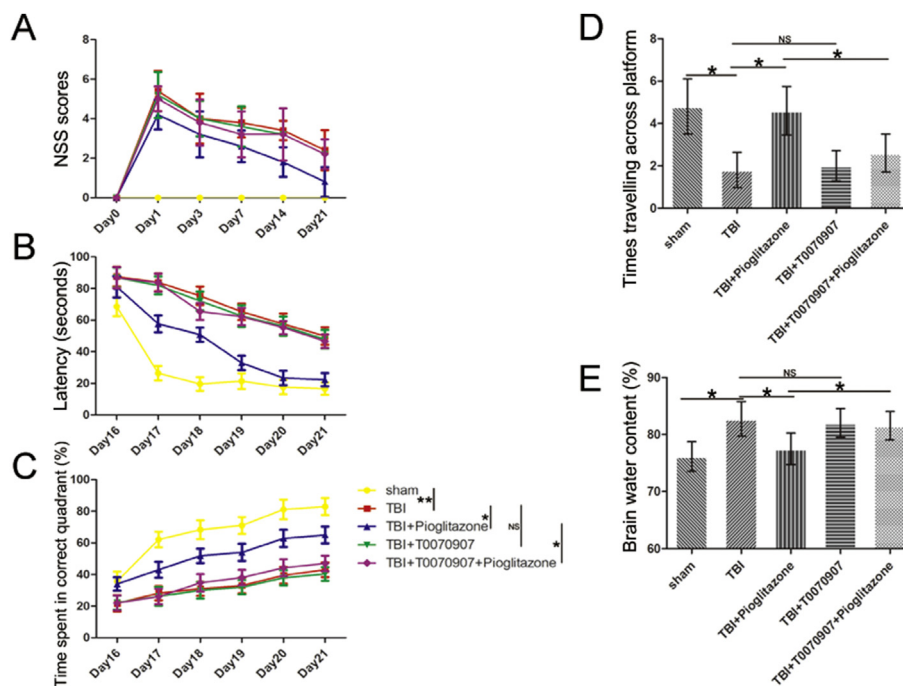 A
NSS scores
8
6
4
2
0
Day0
Day1
Day3
Day7
Day14
Day21
B
Latency (seconds)
100
80
60
40
20
0
Day16
Day17
Day18
Day19
Day20
Day21
C
Time spent in correct quadrant (%)
100
80
60
40
20
0
Day16
Day17
Day18
Day19
Day20
Day21
sham
TBI
TBI+Pioglitazone
TBI+T0070907
TBI+T0070907+Pioglitazone
**
*
NS
*
D
Times travelling across platform
8
6
4
2
0
NS
*
*
*
sham
TBI
TBI+Pioglitazone
TBI+T0070907
TBI+T0070907+Pioglitazone
E
Brain water content (%)
90
80
70
60
NS
*
*
*
sham
TBI
TBI+Pioglitazone
TBI+T0070907
TBI+T0070907+Pioglitazone